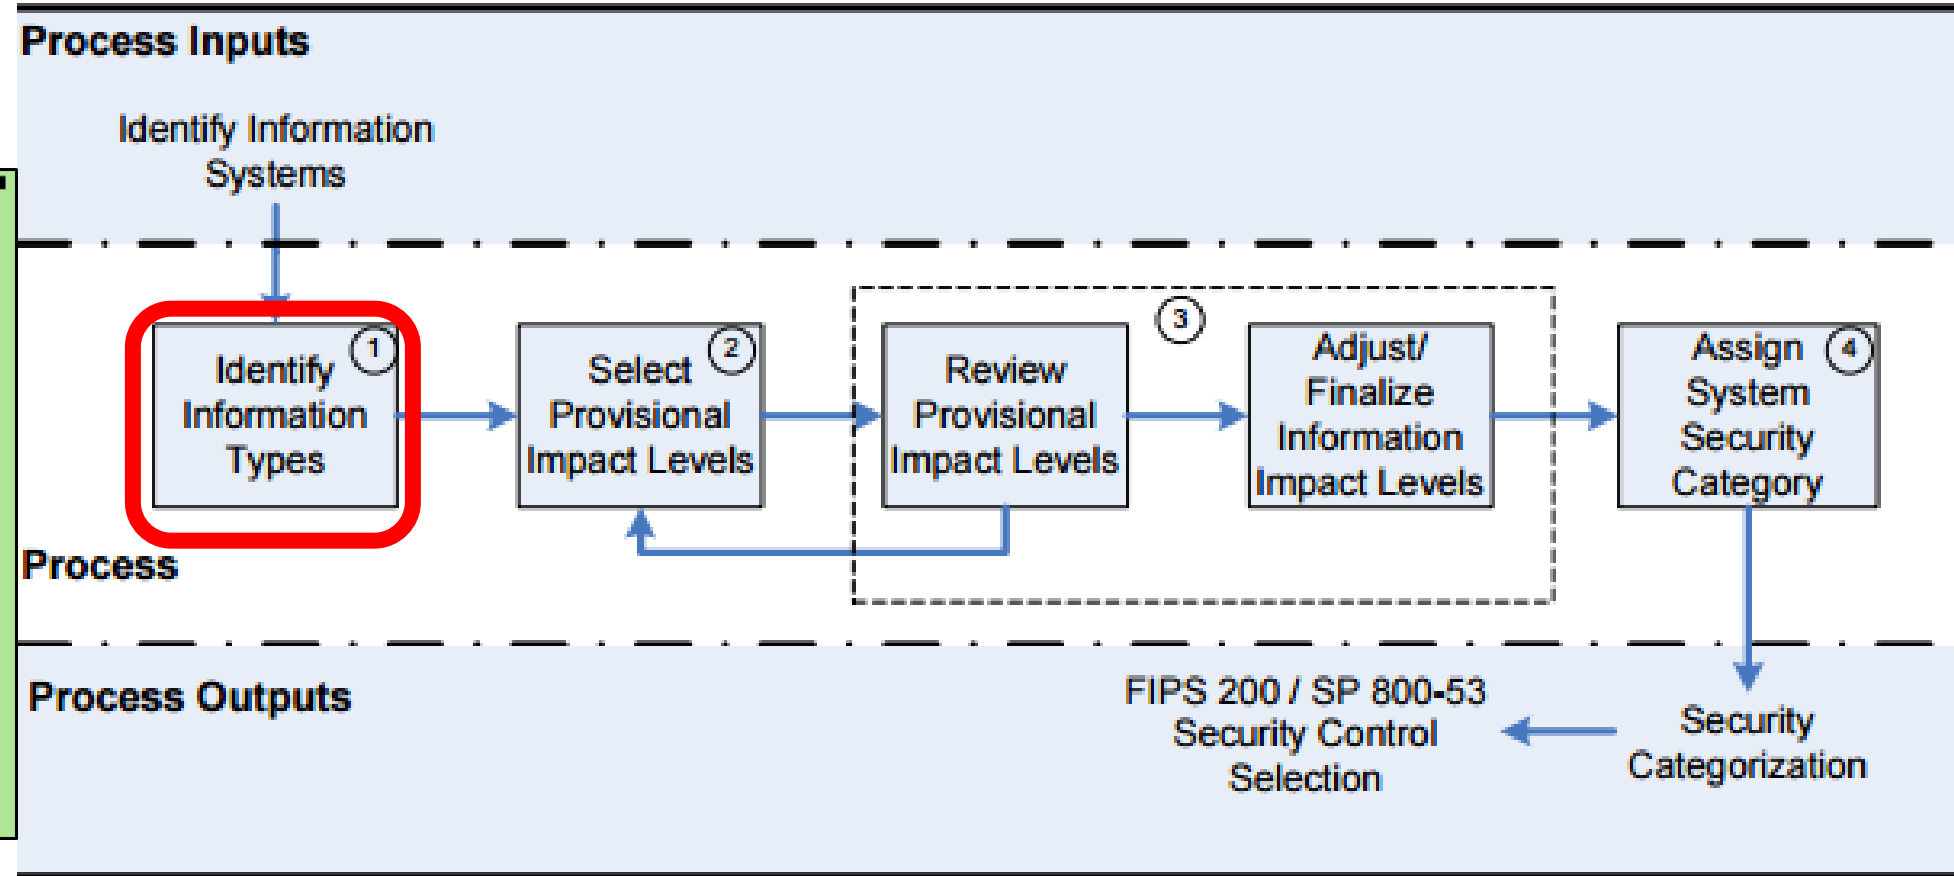 Process Inputs
Identify Information
Systems
1
Identify
Information
Types
2
Select
Provisional
Impact Levels
3
Review
Provisional
Impact Levels
Adjust/
Finalize
Information
Impact Levels
4
Assign
System
Security
Category
Process
Process Outputs
FIPS 200 / SP 800-53
Security Control
Selection
Security
Categorization